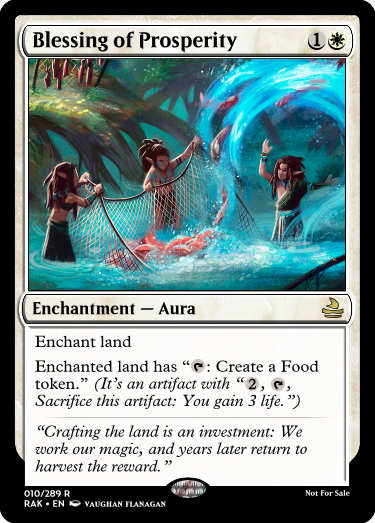 Blessing of Prosperity 1
Enchantment — Aura
Enchant land
Enchanted land has “: Create a Food
token.” (It’s an artifact with “2, ,
Sacrifice this artifact: You gain 3 life.”)
“Crafting the land is an investment: We
work our magic, and years later return to
harvest the reward.”
010/289 R Not For Sale
RAK • EN VAUGHAN FLANAGAN